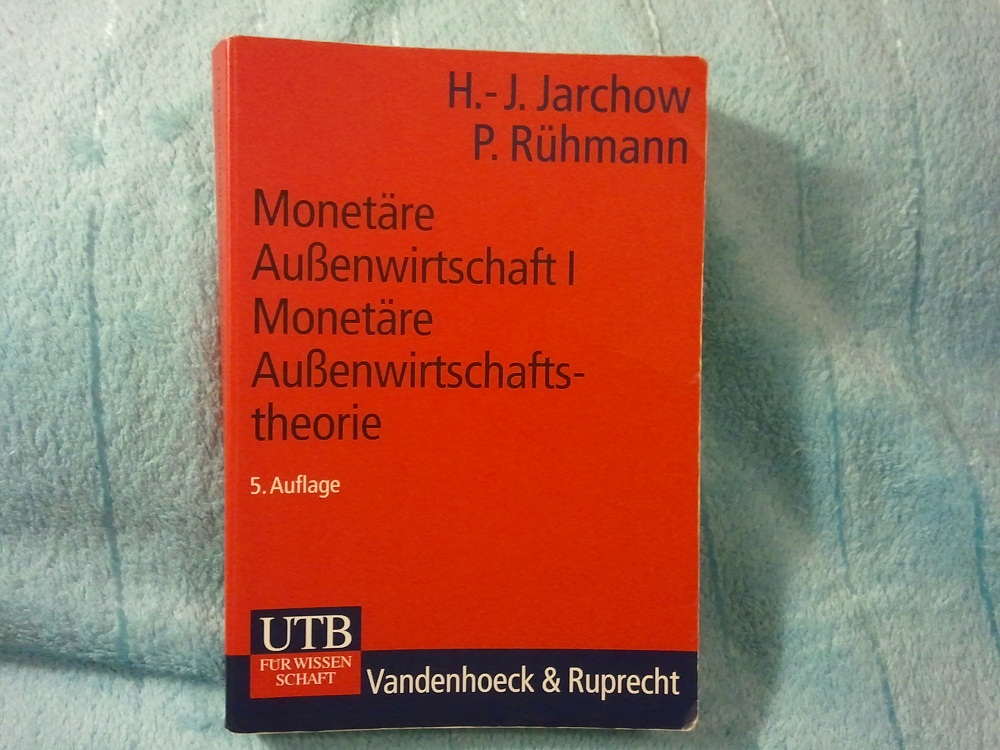 H.-J. Jarchow
P. Rühmann
Monetäre
Außenwirtschaft I
Monetäre
Außenwirtschafts-
theorie
5. Auflage
UTB
FÜR WISSEN
SCHAFT
Vandenhoeck & Ruprecht